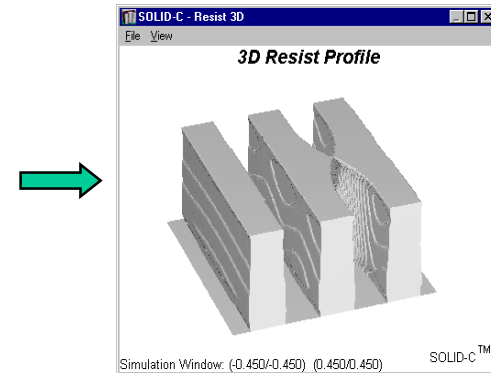 SOLID-C - Resist 3D
File View
3D Resist Profile
Simulation Window: (-0.450/-0.450) (0.450/0.450)
SOLID-C™